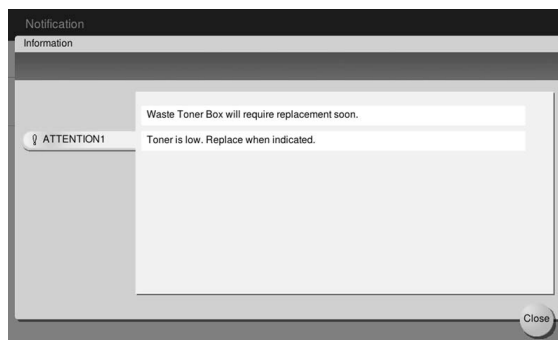 Notification
Information
Waste Toner Box will require replacement soon.
ATTENTION1
Toner is low. Replace when indicated.
Close